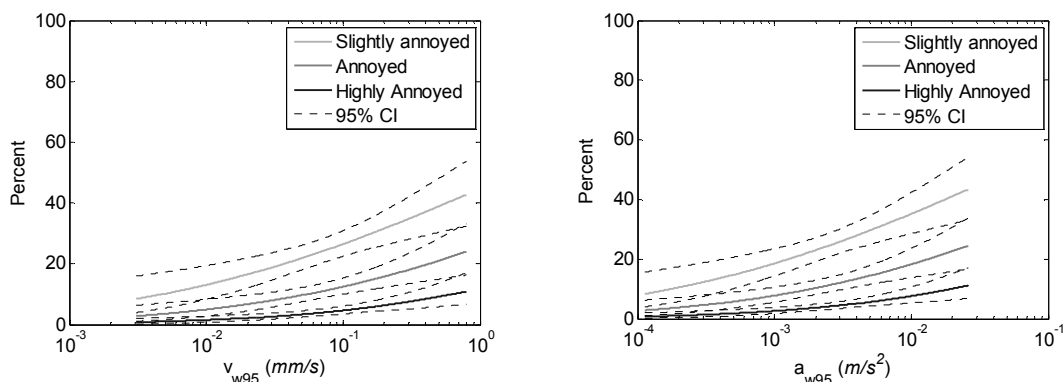 100
80
60
40
20
0
Percent
10^-3
10^-2
10^-1
10^0
v_w95 (mm/s)
Slightly annoyed
Annoyed
Highly Annoyed
95% CI
100
80
60
40
20
0
Percent
10^-4
10^-3
10^-2
10^-1
a_w95 (m/s^2)
Slightly annoyed
Annoyed
Highly Annoyed
95% CI